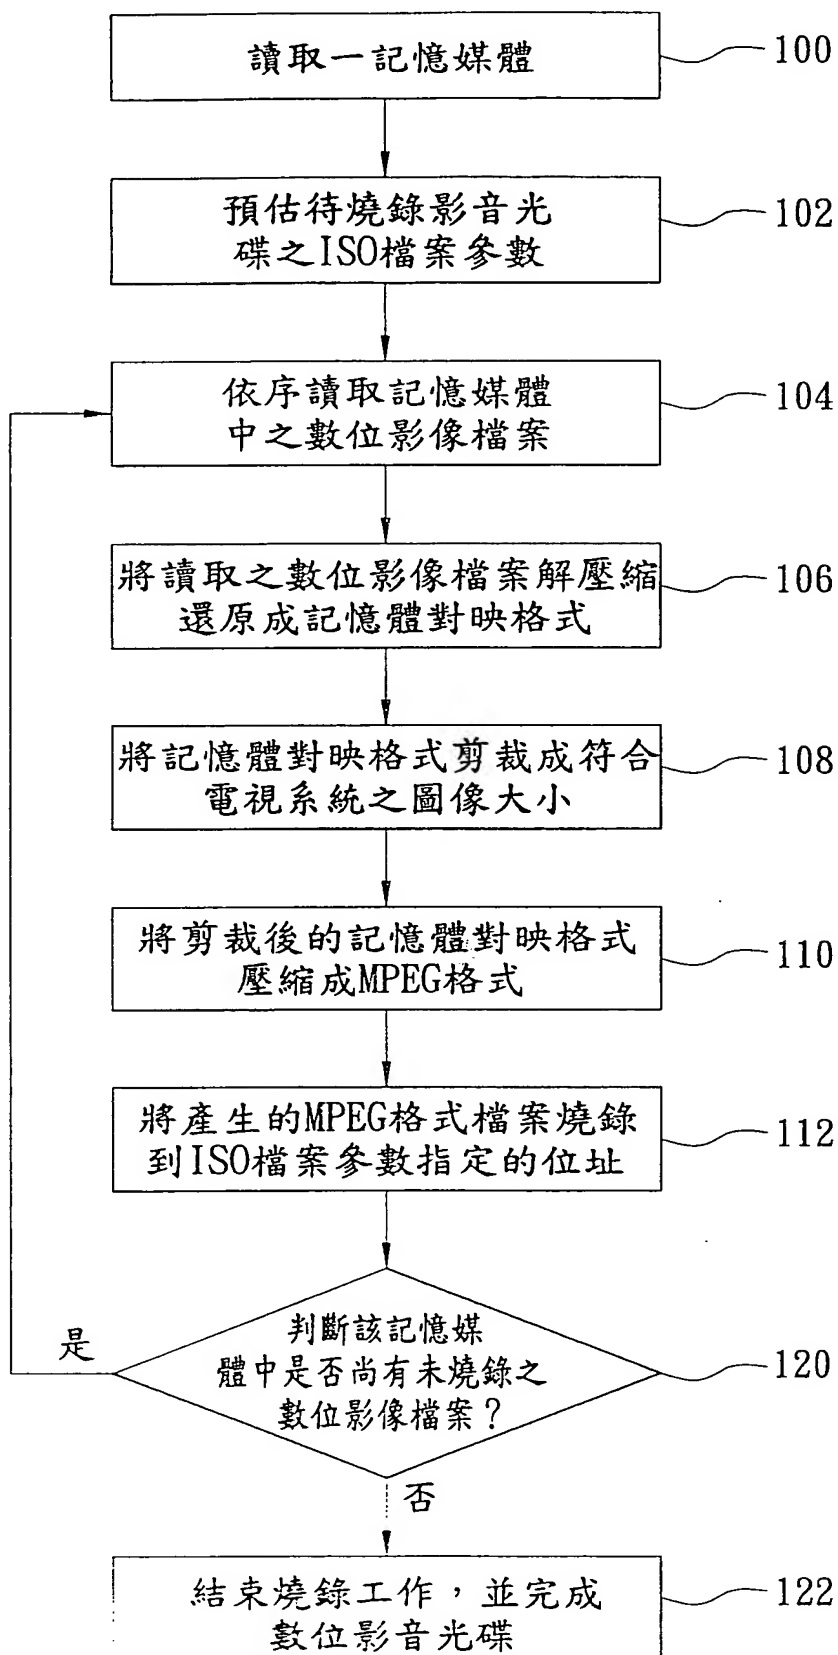 讀取一記憶媒體
100
預估待燒錄影音光
碟之ISO檔案參數
102
依序讀取記憶媒體
中之數位影像檔案
104
將讀取之數位影像檔案解壓縮
還原成記憶體對映格式
106
將記憶體對映格式剪裁成符合
電視系統之圖像大小
108
將剪裁後的記憶體對映格式
壓縮成MPEG格式
110
將產生的MPEG格式檔案燒錄
到ISO檔案參數指定的位址
112
是
判斷該記憶媒
體中是否尚有未燒錄之
數位影像檔案？
120
否
結束燒錄工作，並完成
數位影音光碟
122